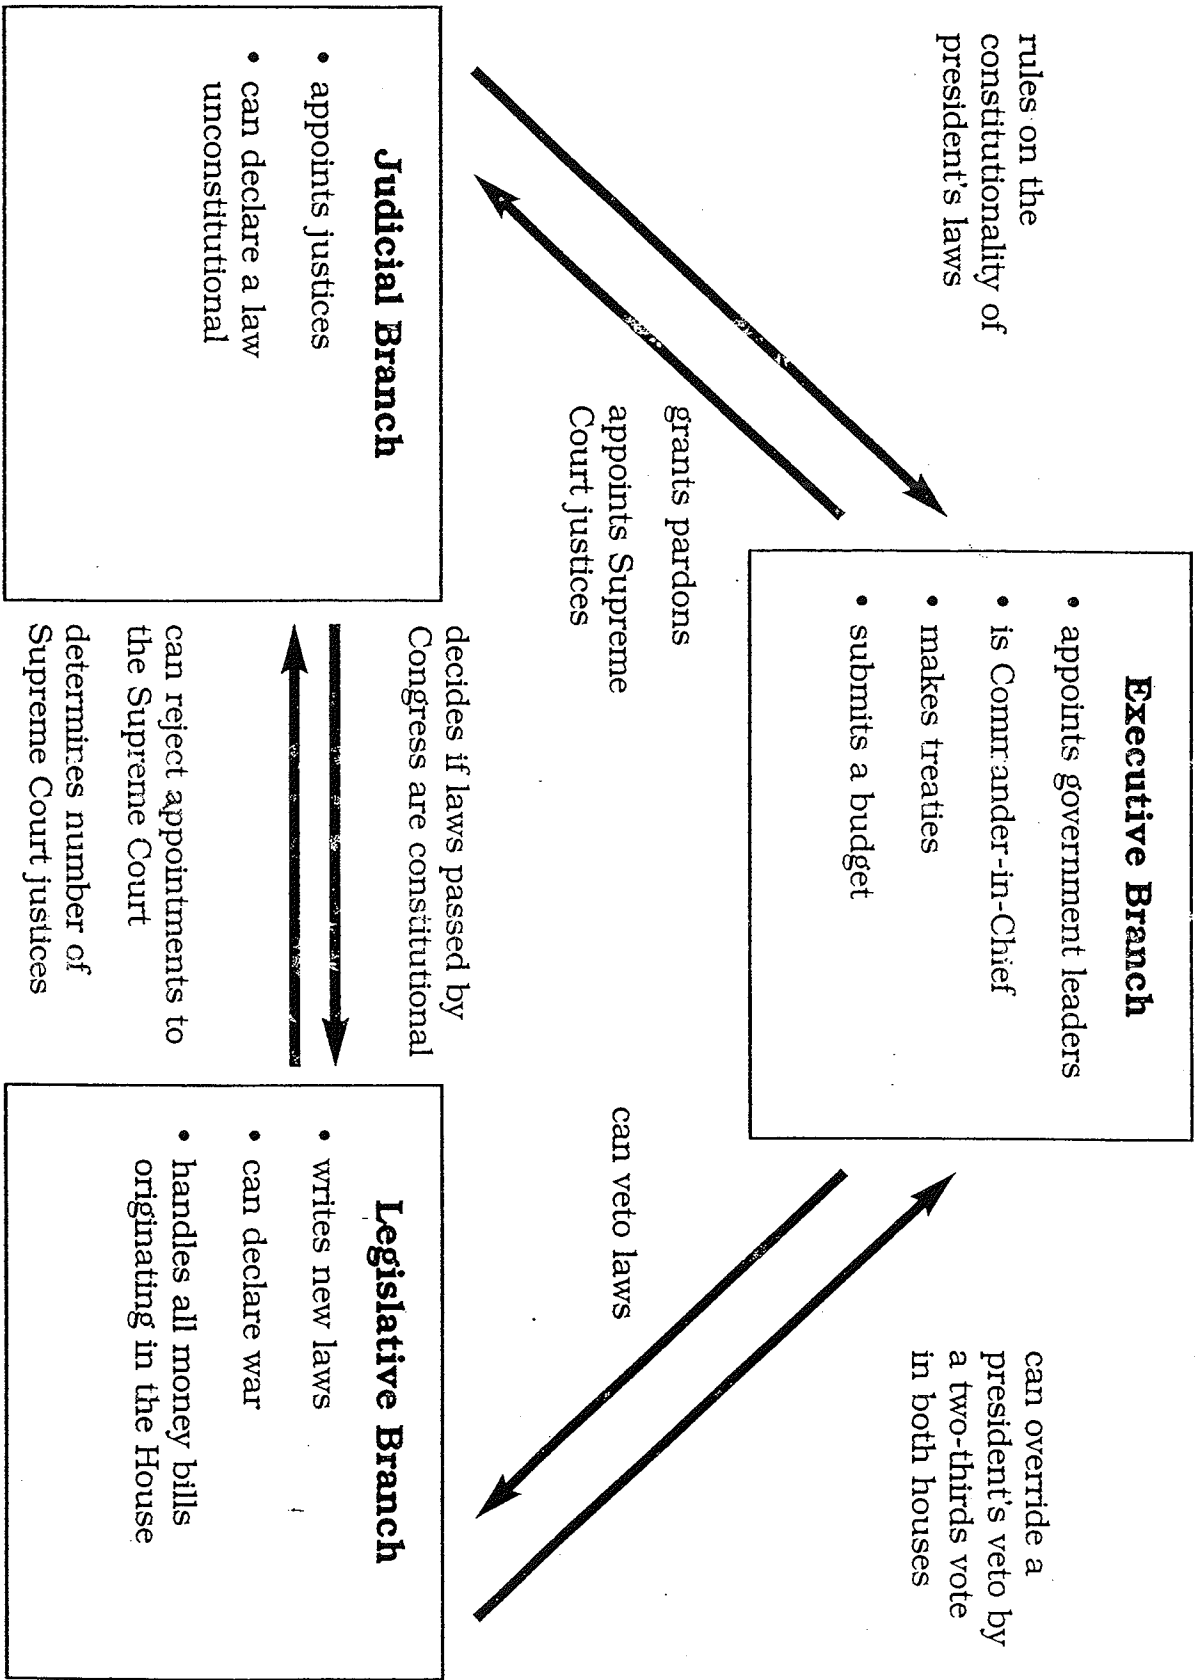 Executive Branch
• appoints government leaders
• is Commander-in-Chief
• makes treaties
• submits a budget
rules on the
constitutionality of
president's laws
grants pardons
appoints Supreme
Court justices
can override a
president's veto by
a two-thirds vote
in both houses
can veto laws
Judicial Branch
• appoints justices
• can declare a law
unconstitutional
decides if laws passed by
Congress are constitutional
can reject appointments to
the Supreme Court
determines number of
Supreme Court justices
Legislative Branch
• writes new laws
• can declare war
• handles all money bills
originating in the House